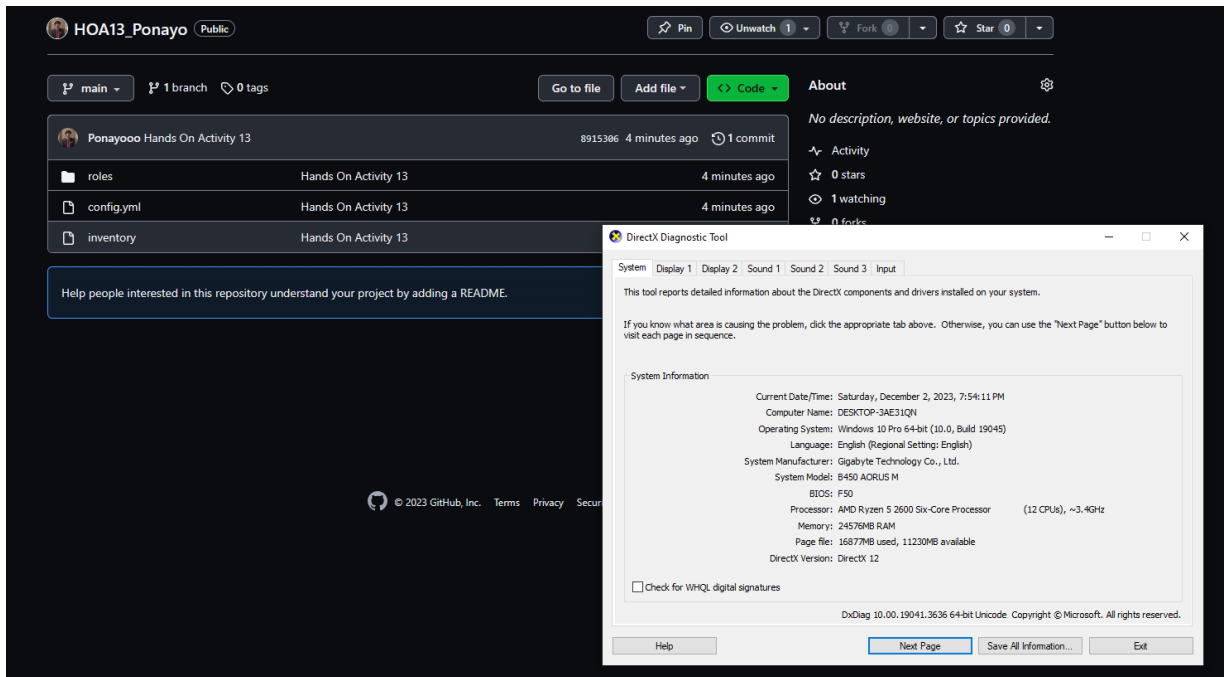 HOA13_Ponayo Public
Pin
Unwatch 1
Fork 0
Star 0
main
1 branch
0 tags
Go to file
Add file
<> Code
Ponayooo Hands On Activity 13
8915306 4 minutes ago
1 commit
roles Hands On Activity 13 4 minutes ago
config.yml Hands On Activity 13 4 minutes ago
inventory Hands On Activity 13
Help people interested in this repository understand your project by adding a README.
About
No description, website, or topics provided.
Activity
0 stars
1 watching
0 forks
© 2023 GitHub, Inc. Terms Privacy Securi
DirectX Diagnostic Tool
System Display 1 Display 2 Sound 1 Sound 2 Sound 3 Input
This tool reports detailed information about the DirectX components and drivers installed on your system.
If you know what area is causing the problem, click the appropriate tab above. Otherwise, you can use the "Next Page" button below to
visit each page in sequence.
System Information
Current Date/Time: Saturday, December 2, 2023, 7:54:11 PM
Computer Name: DESKTOP-3AE31QN
Operating System: Windows 10 Pro 64-bit (10.0, Build 19045)
Language: English (Regional Setting: English)
System Manufacturer: Gigabyte Technology Co., Ltd.
System Model: B450 AORUS M
BIOS: F50
Processor: AMD Ryzen 5 2600 Six-Core Processor (12 CPUs), ~3.4GHz
Memory: 24576MB RAM
Page file: 16877MB used, 11230MB available
DirectX Version: DirectX 12
Check for WHQL digital signatures
DxDiag 10.00.19041.3636 64-bit Unicode Copyright © Microsoft. All rights reserved.
Help
Next Page
Save All Information...
Exit